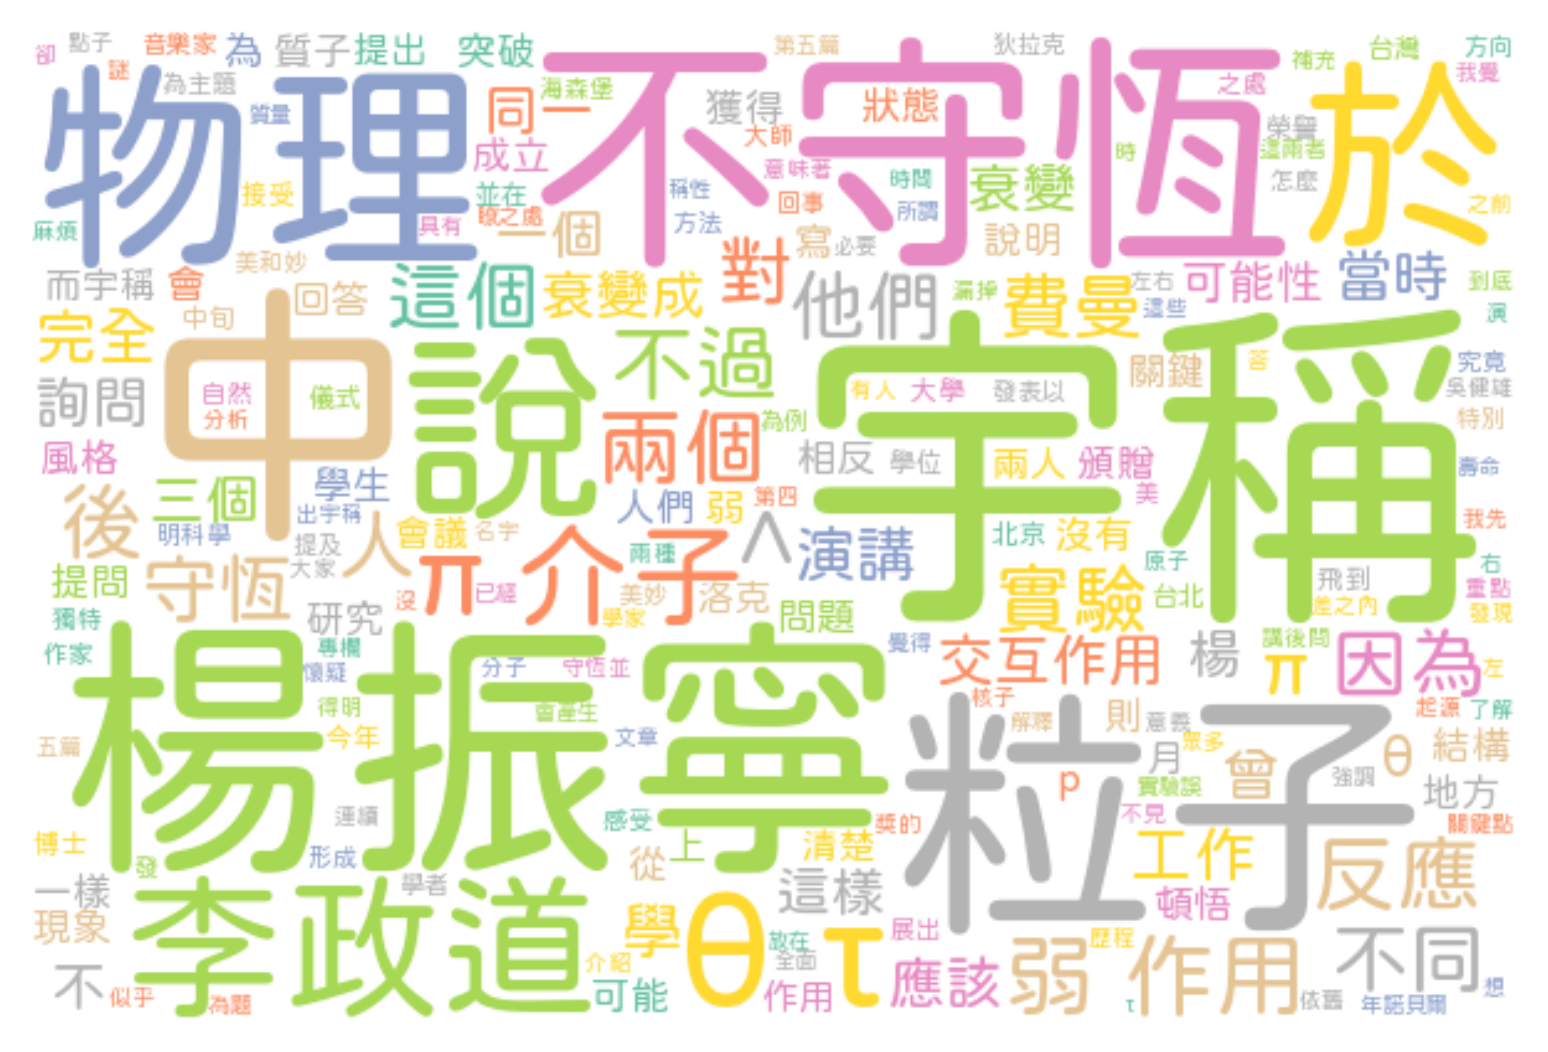 卻 點子 音樂家 為 質子 提出 突破 第五篇 狄拉克 補充 台灣 方向
謎 為主題 物理 不守恆 於 我覺
質量 同一 海森堡 獲得 狀態 之處 榮譽
大師 這兩者
成立 意味著 時 怎麼
接受 並在 稱性 時間 衰變
麻煩 具有 瞭之處 一個 方法 回事 所謂 之前
美和妙 對 寫 必要 說明
而宇稱 會 回答 這個 衰變成 他們 漏掉 費曼 左右 可能性 當時 到底
中旬 這些 演
完全 中 說 不過 宇稱 關鍵 答 究竟
詢問 自然 儀式 有人 大學 發表以 吳健雄
分析 兩個 為例 特別
風格 相反 學位 兩人 頒贈 壽命
後 三個 學生 人們 弱 第四 美
明科學 出宇稱 人 會議 名字 Λ 演講 北京 沒有 我先
提問 守恆 提及 大家 π 介子 兩種 原子 飛到 右
沒 已經 美妙 洛克 實驗 台北 重點
獨特 研究 學家 問題 差之內 發現
作家 楊振寧 專欄 覺得 交互作用 楊 講後問 π 因為 左
懷疑 分子 守恆並 粒子 核子
得明 會產生 解釋 則 意義 起源 了解
五篇 今年 文章 月 眾多 曾 θ 結構
p 實驗誤 強調 地方
連續 感受 獎的 不見 關鍵點
博士 發 形成 從 上 清楚 工作 反應
一樣 李政道 學者 這樣 頓悟
現象 學 θ 放在 τ 展出 歷程 不同
不 似乎 為題 介紹 可能 全面 作用 應該 弱 作用 依舊 想
τ 年諾貝爾